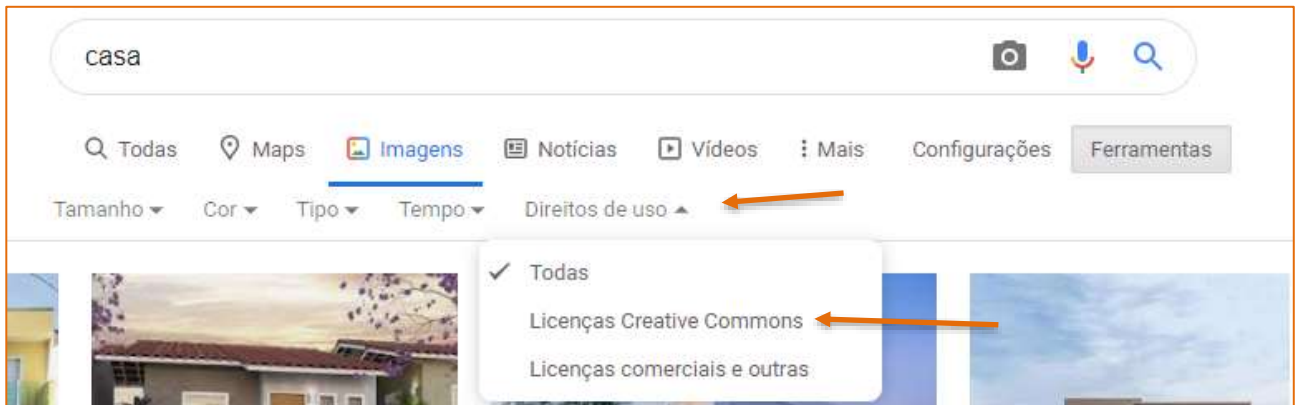 casa
Todas Maps Imagens Notícias Vídeos Mais Configurações Ferramentas
Tamanho Cor Tipo Tempo Direitos de uso
Todas
Licenças Creative Commons
Licenças comerciais e outras